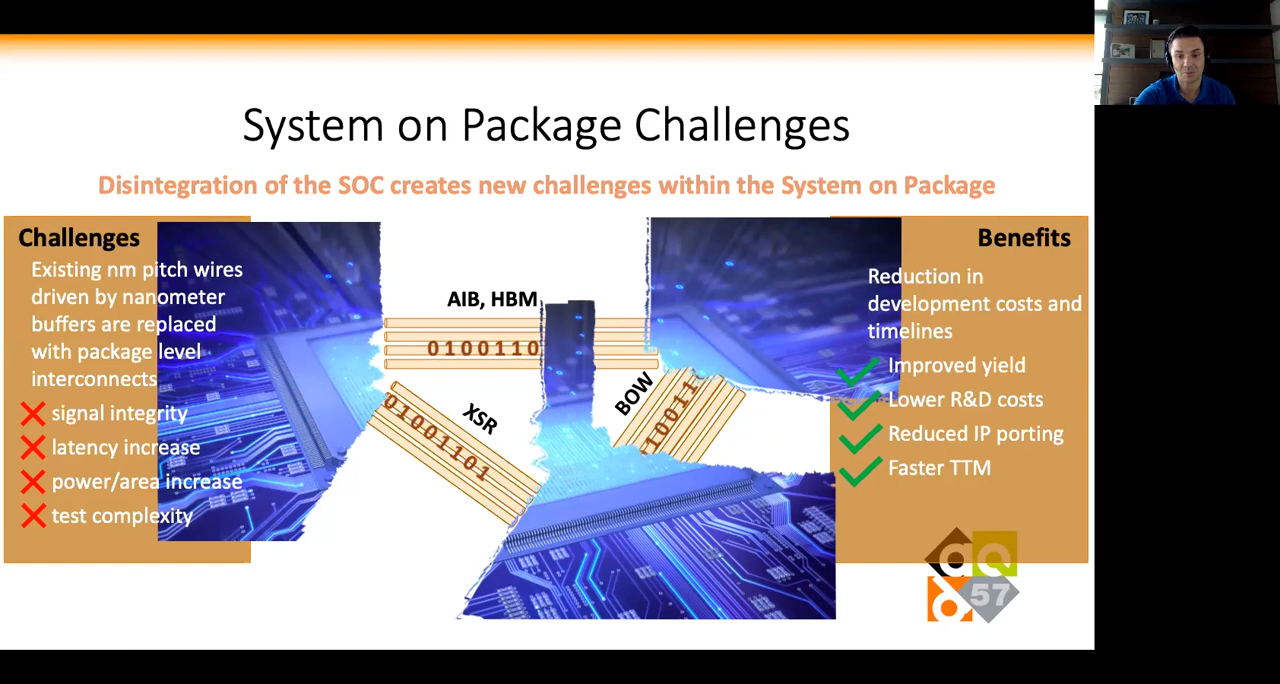 System on Package Challenges
Disintegration of the SOC creates new challenges within the System on Package
Challenges
Existing nm pitch wires
driven by nanometer
buffers are replaced
with package level
interconnects
signal integrity
latency increase
power/area increase
test complexity
AIB, HBM
0100110
XSR
01001101
BOW
10011
Benefits
Reduction in
development costs and
timelines
Improved yield
Lower R&D costs
Reduced IP porting
Faster TTM
57